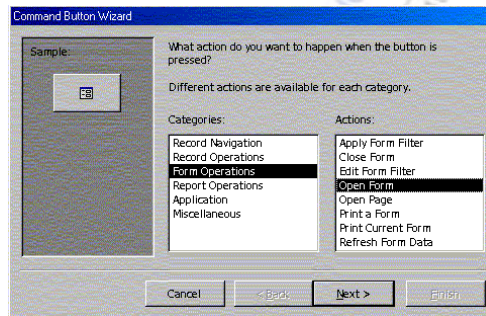 Command Button Wizard
Sample:
What action do you want to happen when the button is
pressed?
Different actions are available for each category.
Categories:
Actions:
Record Navigation
Record Operations
Form Operations
Report Operations
Application
Miscellaneous
Apply Form Filter
Close Form
Edit Form Filter
Open Form
Open Page
Print a Form
Print Current Form
Refresh Form Data
Cancel
< Back
Next >
Finish